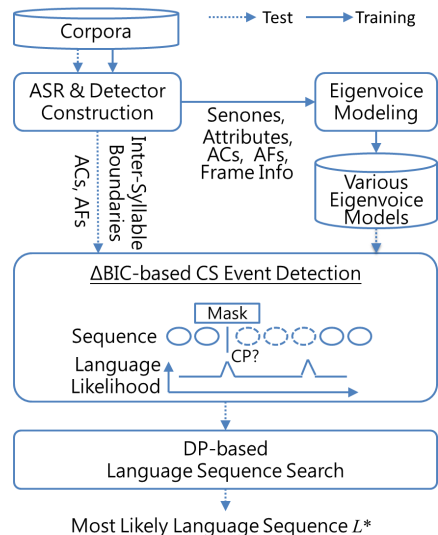 Test
Training
Corpora
ASR & Detector
Construction
Senones,
Attributes,
ACs, AFs,
Frame Info
Eigenvoice
Modeling
Inter-Syllable
Boundaries
ACs, AFs
Various
Eigenvoice
Models
ΔBIC-based CS Event Detection
Mask
Sequence
CP?
Language
Likelihood
DP-based
Language Sequence Search
Most Likely Language Sequence L*